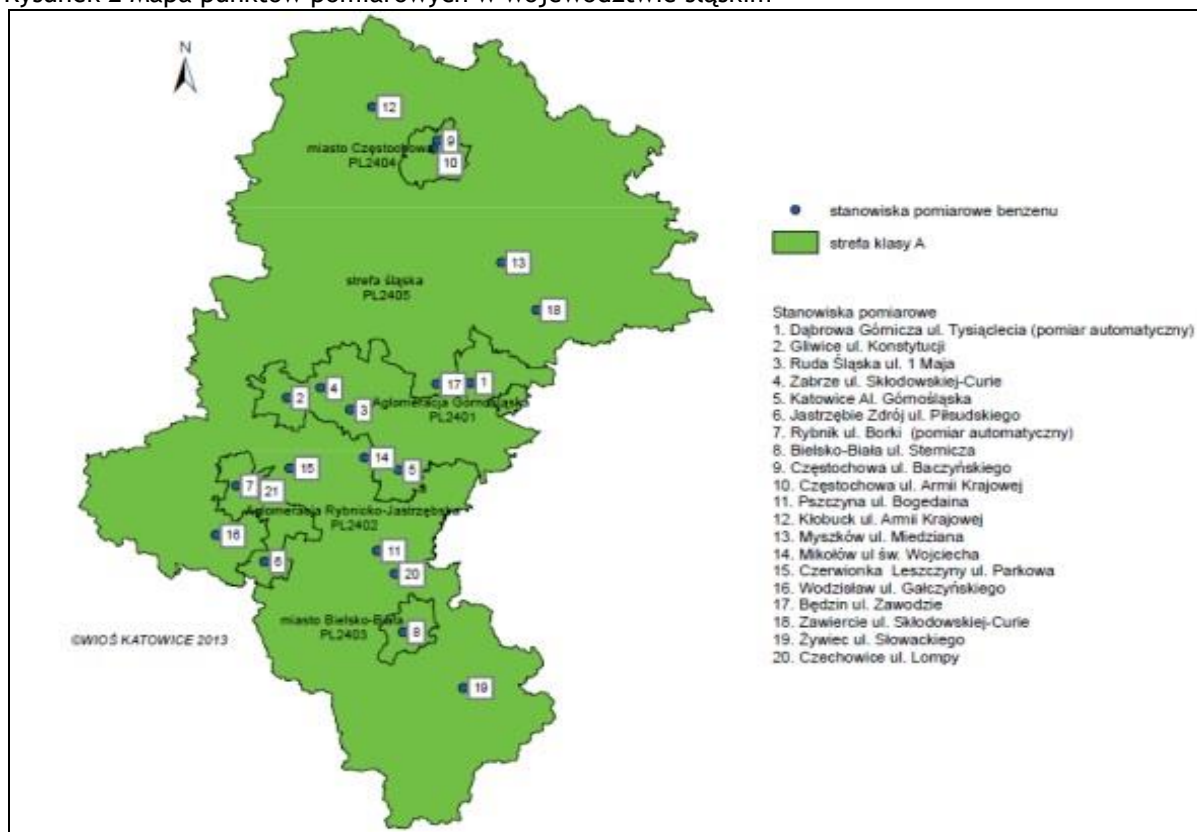 Rysunek 2 Mapa punktów pomiarowych w województwie śląskim
N
12
9
miasto Częstochowa
PL2404
10
13
strefa śląska
PL2405
18
17
1
4
2
3
Aglomeracja Górnośląska
PL2401
14
15
5
7
21
Aglomeracja Rybnicko-Jastrzębska
PL2402
16
11
6
20
miasto Bielsko-Biała
PL2403
8
©WIOŚ KATOWICE 2013
19
stanowiska pomiarowe benzenu
strefa klasy A
Stanowiska pomiarowe
1. Dąbrowa Górnicza ul. Tysiąclecia (pomiar automatyczny)
2. Gliwice ul. Konstytucji
3. Ruda Śląska ul. 1 Maja
4. Zabrze ul. Skłodowskiej-Curie
5. Katowice Al. Górnośląska
6. Jastrzębie Zdrój ul. Piłsudskiego
7. Rybnik ul. Borki (pomiar automatyczny)
8. Bielsko-Biała ul. Sternicza
9. Częstochowa ul. Baczyńskiego
10. Częstochowa ul. Armii Krajowej
11. Pszczyna ul. Bogedaina
12. Kłobuck ul. Armii Krajowej
13. Myszków ul. Miedziana
14. Mikołów ul św. Wojciecha
15. Czerwionka Leszczyny ul. Parkowa
16. Wodzisław ul. Gałczyńskiego
17. Będzin ul. Zawodzie
18. Zawiercie ul. Skłodowskiej-Curie
19. Żywiec ul. Słowackiego
20. Czechowice ul. Lompy